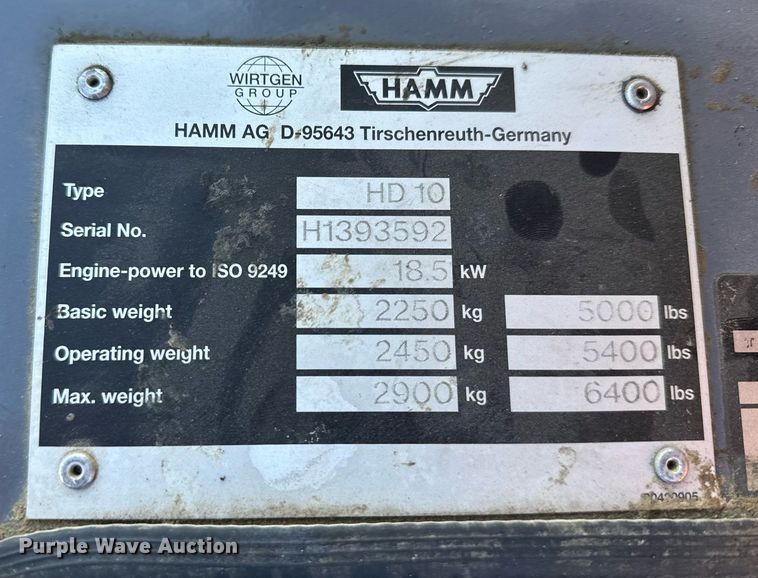 WIRTGEN
GROUP
HAMM
HAMM AG D-95643 Tirschenreuth-Germany
Type HD 10
Serial No. H1393592
Engine-power to ISO 9249 18.5 kW
Basic weight 2250 kg 5000 lbs
Operating weight 2450 kg 5400 lbs
Max. weight 2900 kg 6400 lbs
Purple Wave Auction